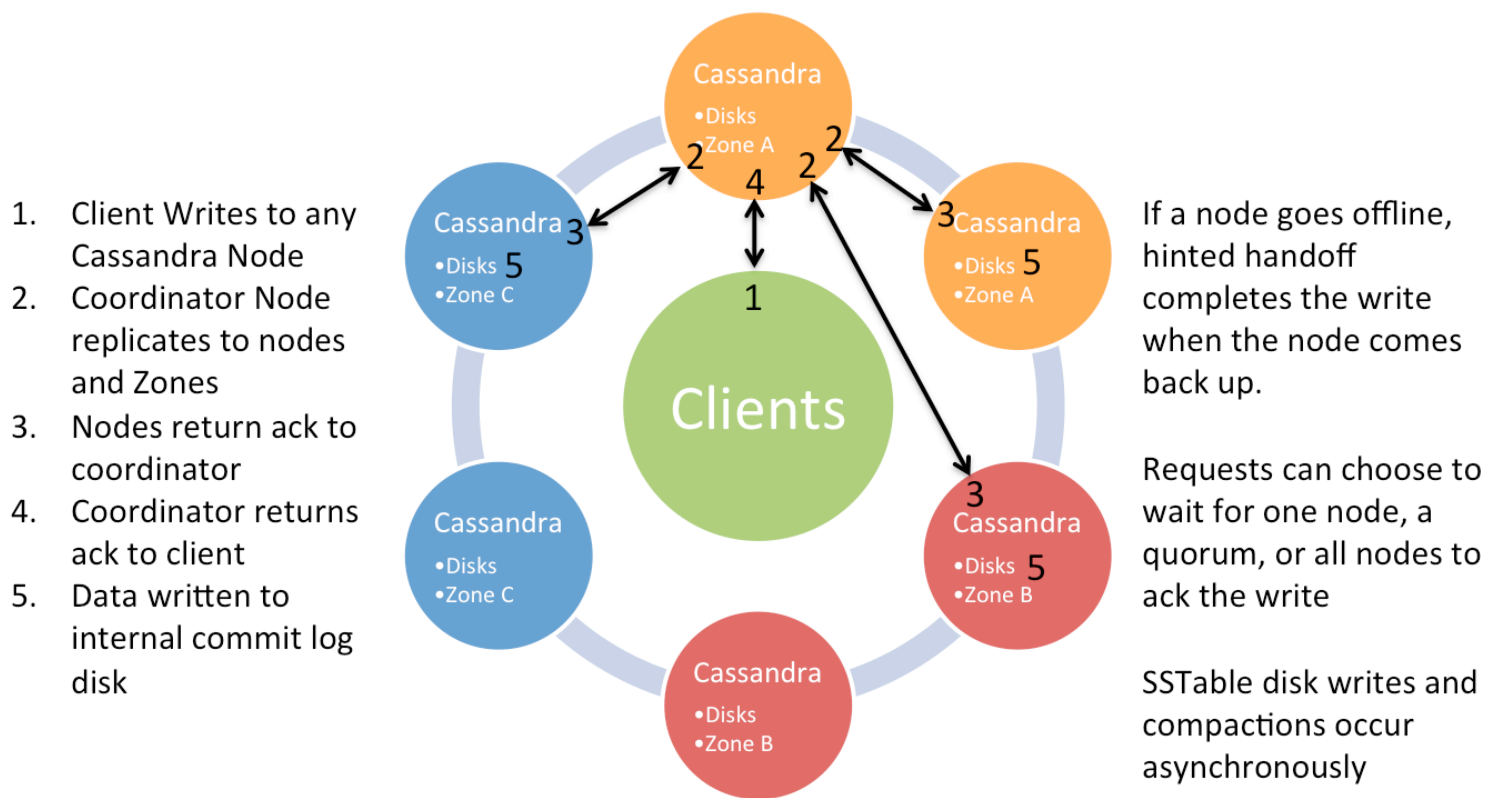 1. Client Writes to any
Cassandra Node
2. Coordinator Node
replicates to nodes
and Zones
3. Nodes return ack to
coordinator
4. Coordinator returns
ack to client
5. Data written to
internal commit log
disk
Cassandra
•Disks
•Zone A
2
4
2
2
Cassandra
3
•Disks 5
•Zone C
3
Cassandra
•Disks 5
•Zone A
1
Clients
Cassandra
•Disks
•Zone C
3
Cassandra
•Disks 5
•Zone B
Cassandra
•Disks
•Zone B
If a node goes offline,
hinted handoff
completes the write
when the node comes
back up.
Requests can choose to
wait for one node, a
quorum, or all nodes to
ack the write
SSTable disk writes and
compactions occur
asynchronously